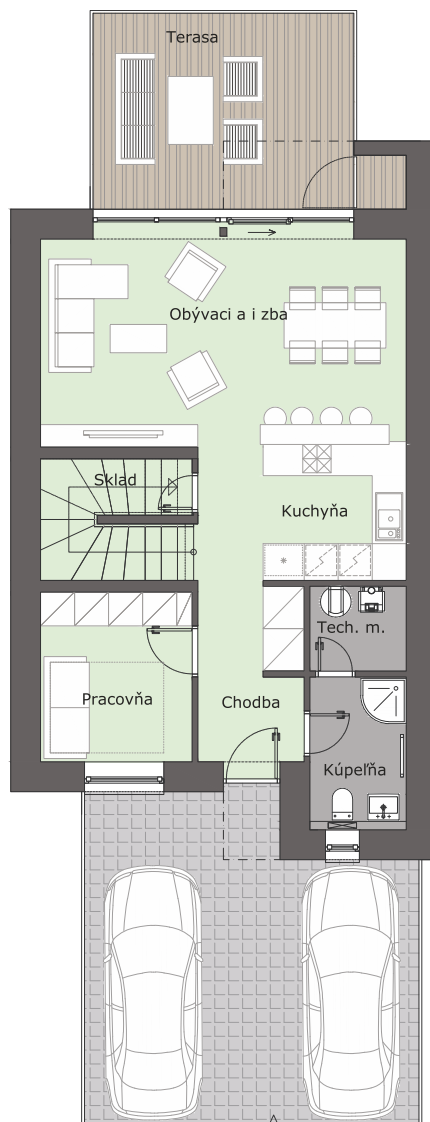 Terasa
Obývaci a i zba
Sklad
Kuchyňa
Tech. m.
Pracovňa
Chodba
Kúpeľňa